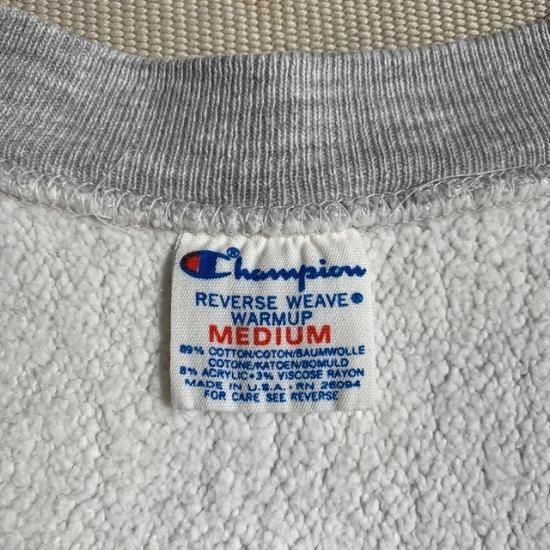 Champion®
REVERSE WEAVE®
WARMUP
MEDIUM
89% COTTON/COTON/BAUMWOLLE
COTONE/KATOEN/BOMULD
8% ACRYLIC•3% VISCOSE RAYON
MADE IN U.S.A.•RN 26094
FOR CARE SEE REVERSE